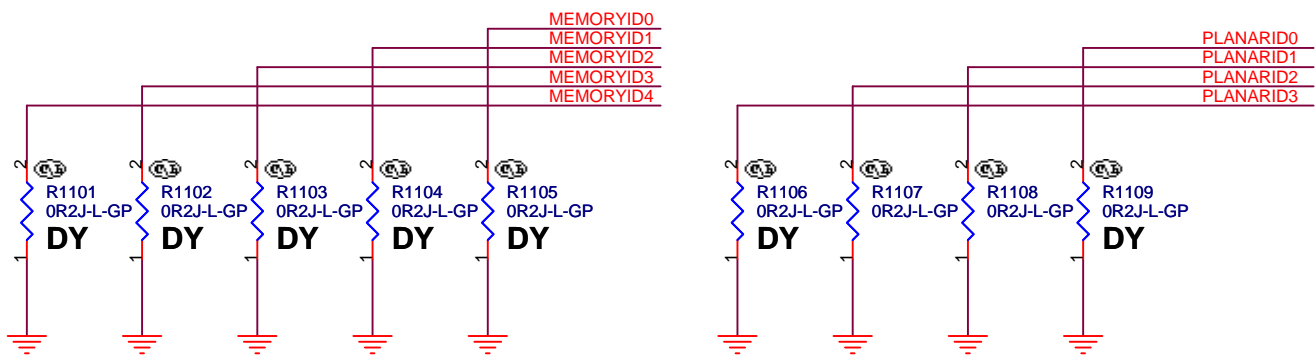 MEMORYID0
MEMORYID1
MEMORYID2
MEMORYID3
MEMORYID4
PLANARID0
PLANARID1
PLANARID2
PLANARID3
2 2 2 2 2 2 2 2 2
R1101 R1102 R1103 R1104 R1105 R1106 R1107 R1108 R1109
0R2J-L-GP 0R2J-L-GP 0R2J-L-GP 0R2J-L-GP 0R2J-L-GP 0R2J-L-GP 0R2J-L-GP 0R2J-L-GP 0R2J-L-GP
DY DY DY DY DY DY DY
1 1 1 1 1 1 1 1 1